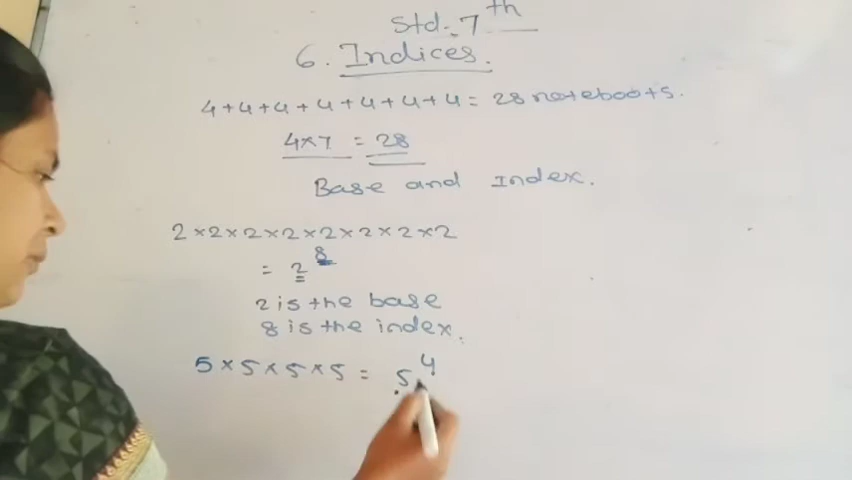 Std. 7th
6. Indices.
4+4+4+4+4+4+4 = 28 notebooks.
4×7 = 28
Base and Index.
2×2×2×2×2×2×2×2
= 2⁸
2 is the base
8 is the index.
5×5×5×5 = 5⁴